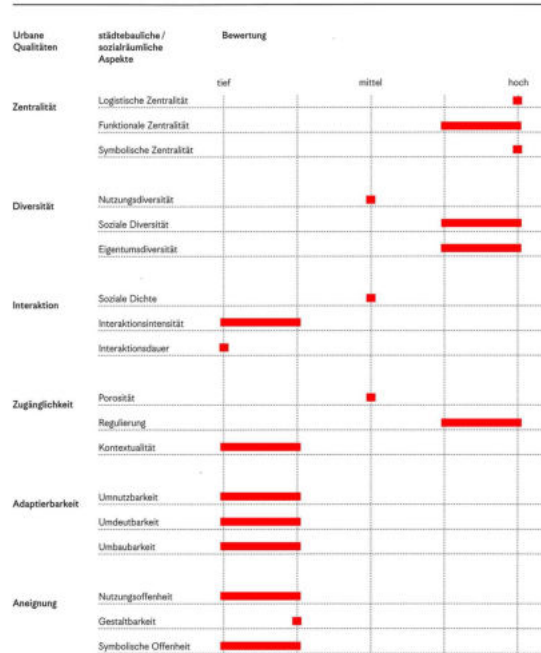 Urbane Qualitäten städtebauliche / sozialräumliche Aspekte Bewertung
tief mittel hoch
Zentralität Logistische Zentralität
Funktionale Zentralität
Symbolische Zentralität
Diversität Nutzungsdiversität
Soziale Diversität
Eigentumsdiversität
Interaktion Soziale Dichte
Interaktionsintensität
Interaktionsdauer
Zugänglichkeit Porosität
Regulierung
Kontextualität
Adaptierbarkeit Umnutzbarkeit
Umdeutbarkeit
Umbaubarkeit
Aneignung Nutzungsoffenheit
Gestaltbarkeit
Symbolische Offenheit